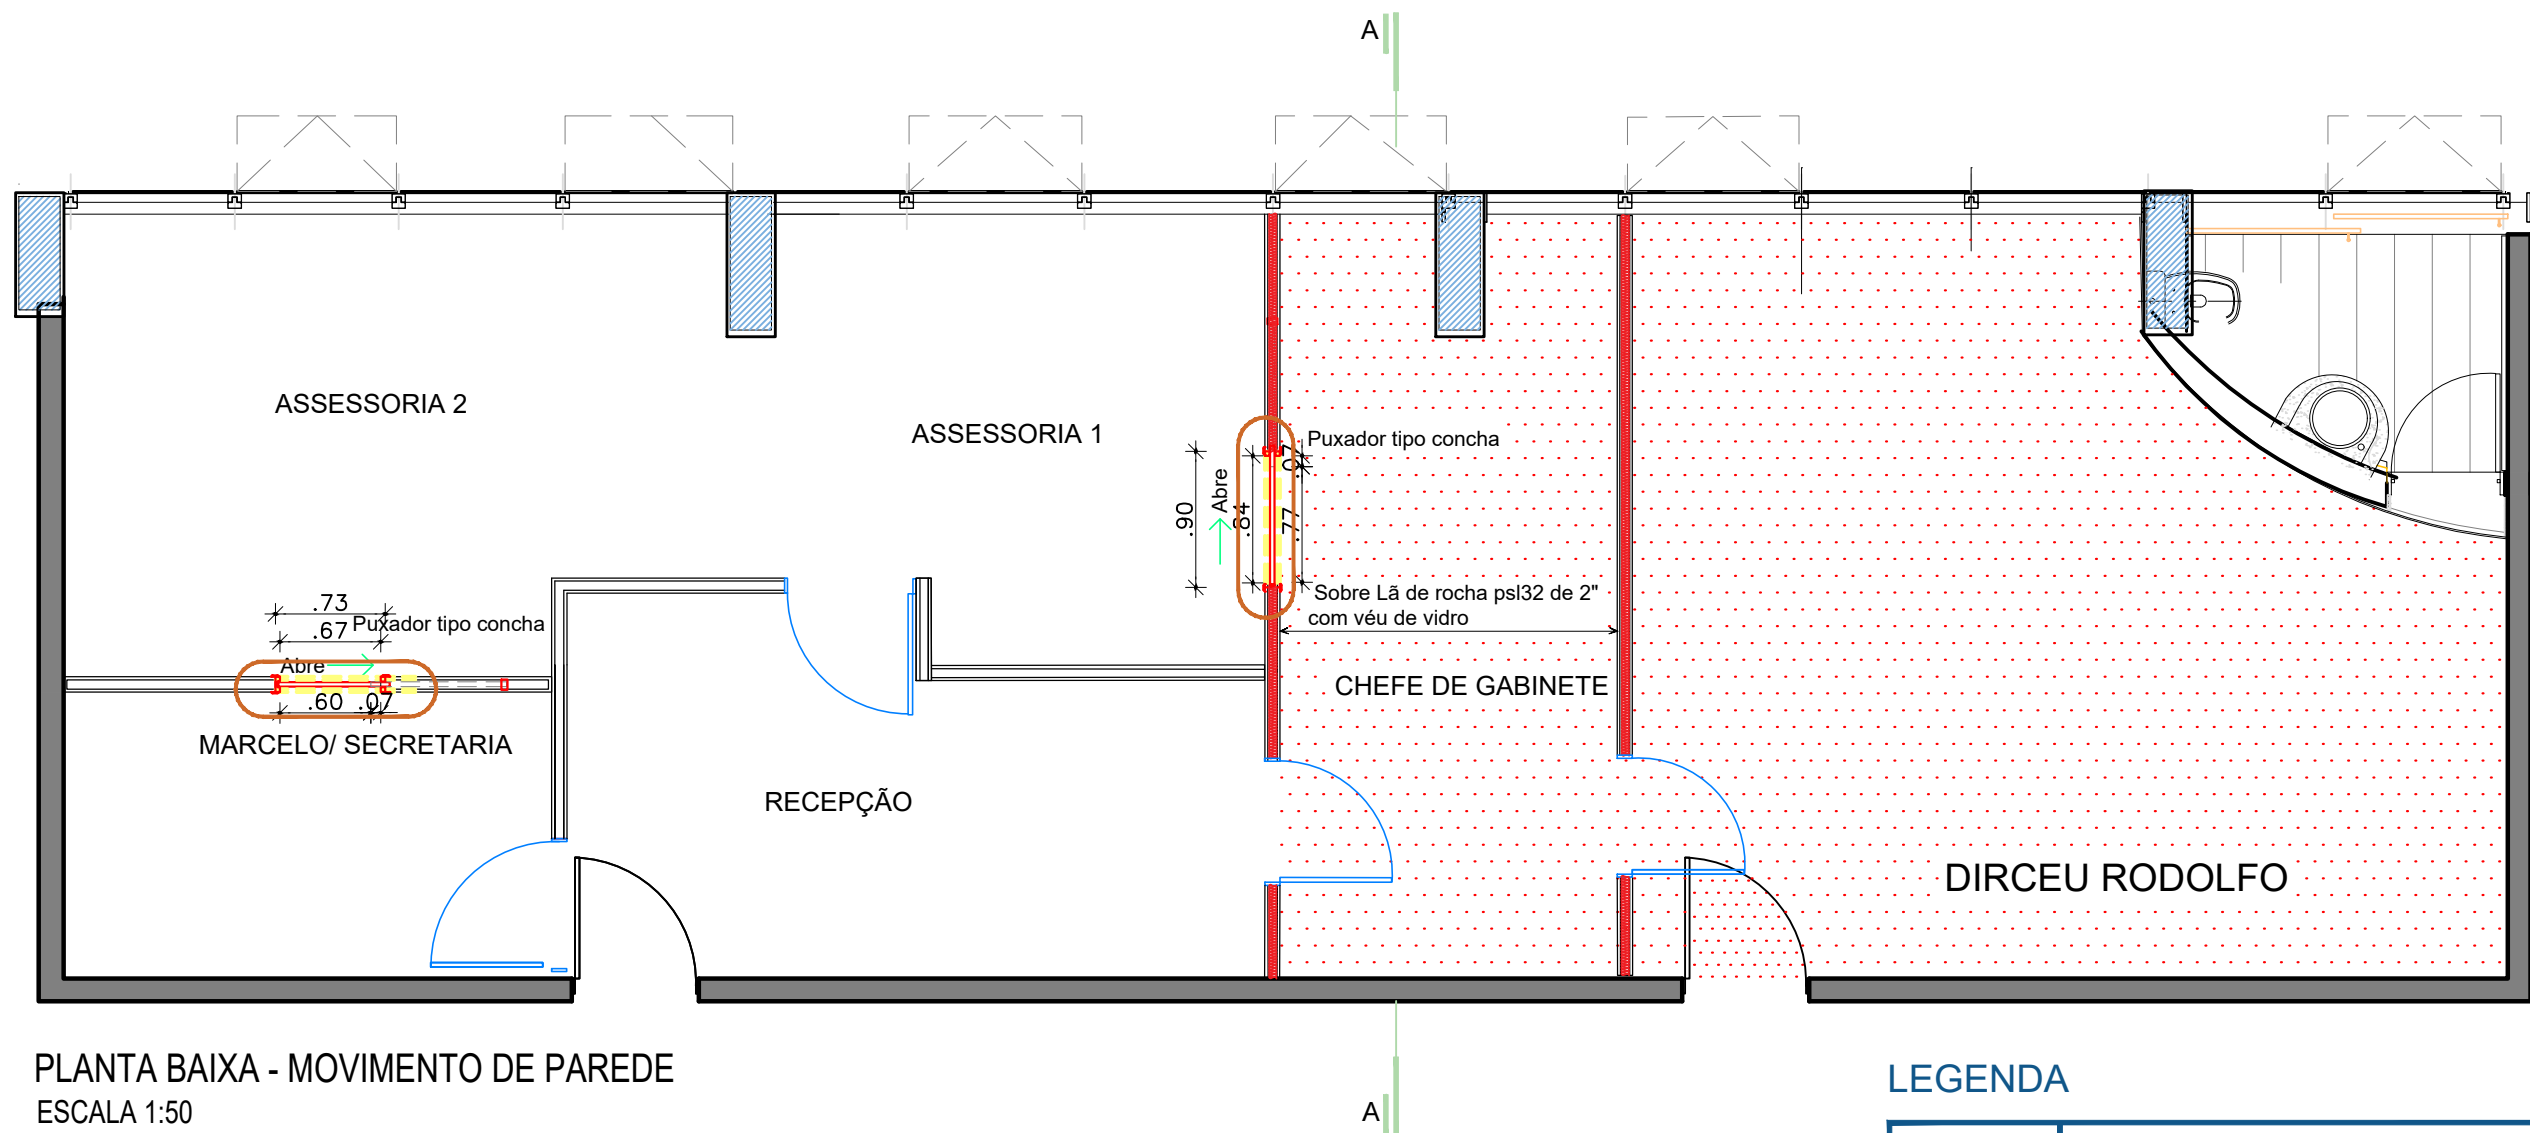 A
ASSESSORIA 2
ASSESSORIA 1
Puxador tipo concha
.07
Abre
.90
.84
.77
Sobre Lã de rocha psl32 de 2"
com véu de vidro
.73
.67
Puxador tipo concha
Abre
.60
.07
CHEFE DE GABINETE
MARCELO/ SECRETARIA
RECEPÇÃO
DIRCEU RODOLFO
PLANTA BAIXA - MOVIMENTO DE PAREDE
ESCALA 1:50
A
LEGENDA